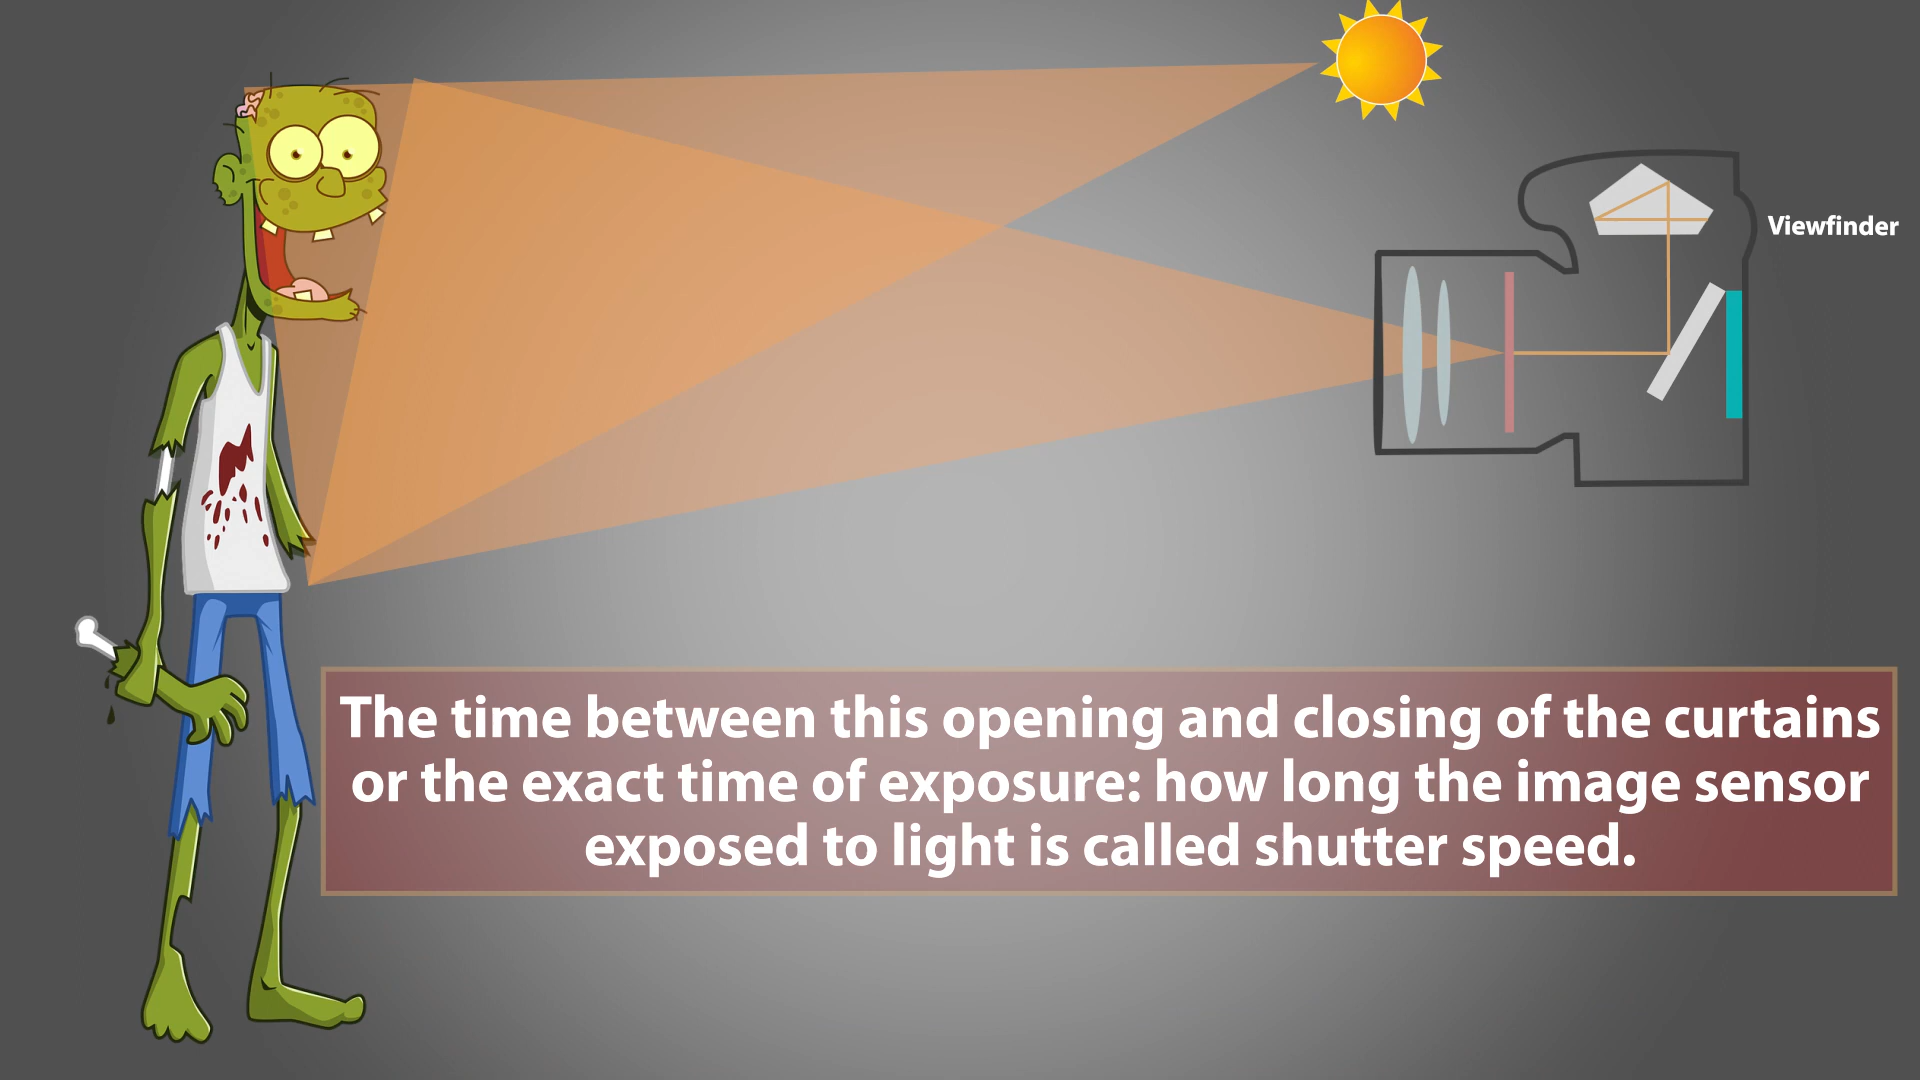 Viewfinder
The time between this opening and closing of the curtains
or the exact time of exposure: how long the image sensor
exposed to light is called shutter speed.